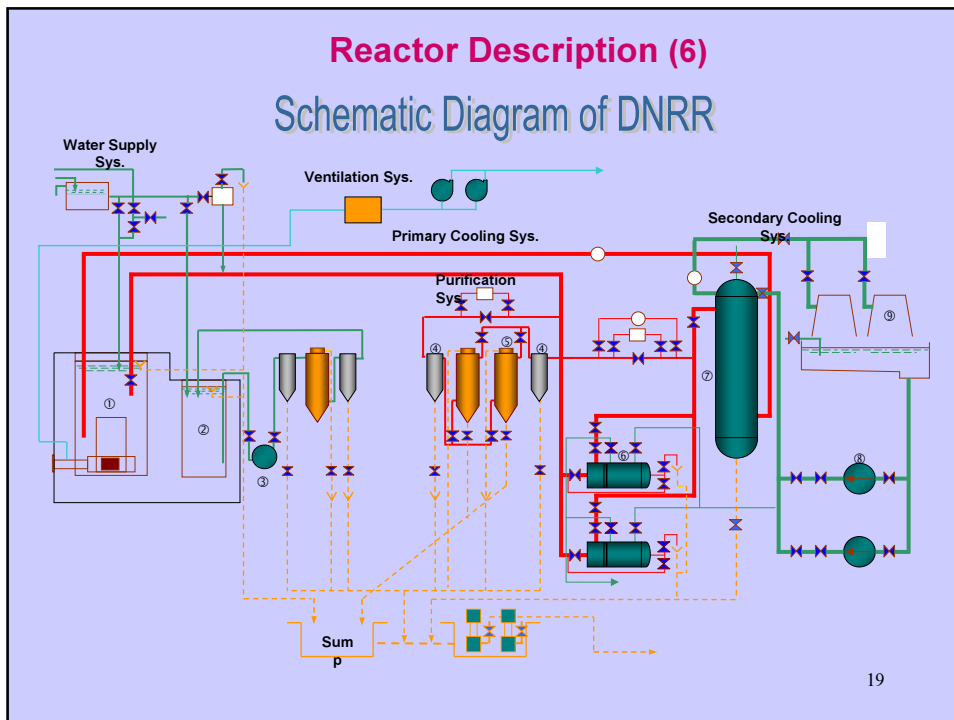 Reactor Description (6)
Schematic Diagram of DNRR
Water Supply
Sys.
Ventilation Sys.
Primary Cooling Sys.
Secondary Cooling
Sys.
Purification
Sys
④
⑤
④
⑨
⑦
①
②
③
⑥
⑧
Sum
p
19